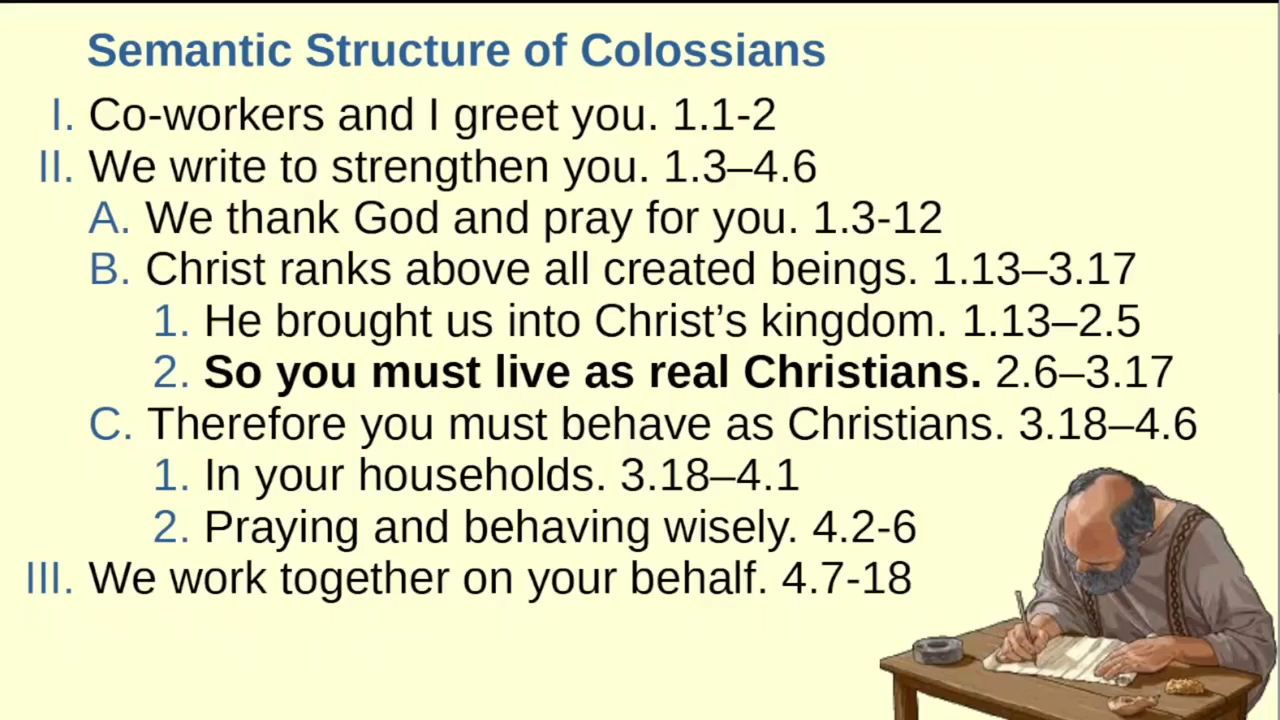 Semantic Structure of Colossians
I. Co-workers and I greet you. 1.1-2
II. We write to strengthen you. 1.3–4.6
A. We thank God and pray for you. 1.3-12
B. Christ ranks above all created beings. 1.13–3.17
1. He brought us into Christ’s kingdom. 1.13–2.5
2. So you must live as real Christians. 2.6–3.17
C. Therefore you must behave as Christians. 3.18–4.6
1. In your households. 3.18–4.1
2. Praying and behaving wisely. 4.2-6
III. We work together on your behalf. 4.7-18